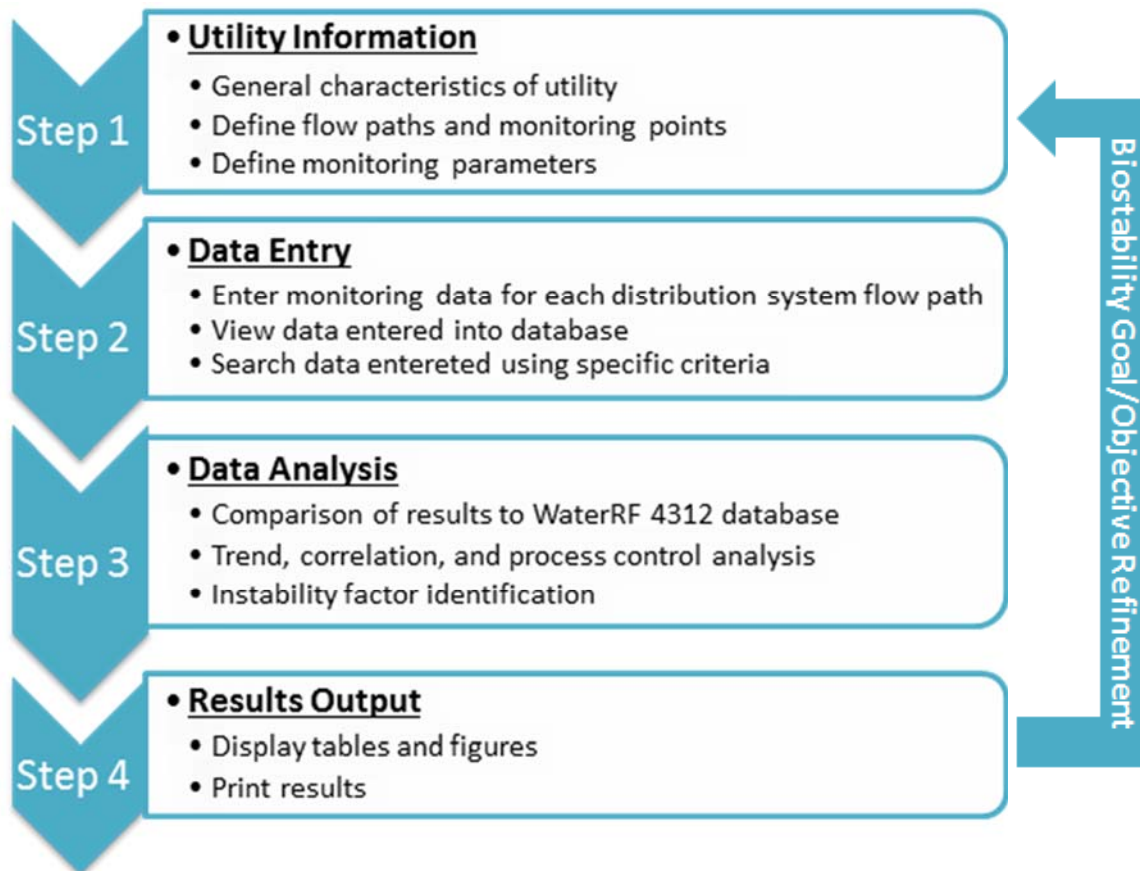 Step 1
• Utility Information
• General characteristics of utility
• Define flow paths and monitoring points
• Define monitoring parameters
Step 2
• Data Entry
• Enter monitoring data for each distribution system flow path
• View data entered into database
• Search data entereted using specific criteria
Step 3
• Data Analysis
• Comparison of results to WaterRF 4312 database
• Trend, correlation, and process control analysis
• Instability factor identification
Step 4
• Results Output
• Display tables and figures
• Print results
Biostability Goal/Objective Refinement